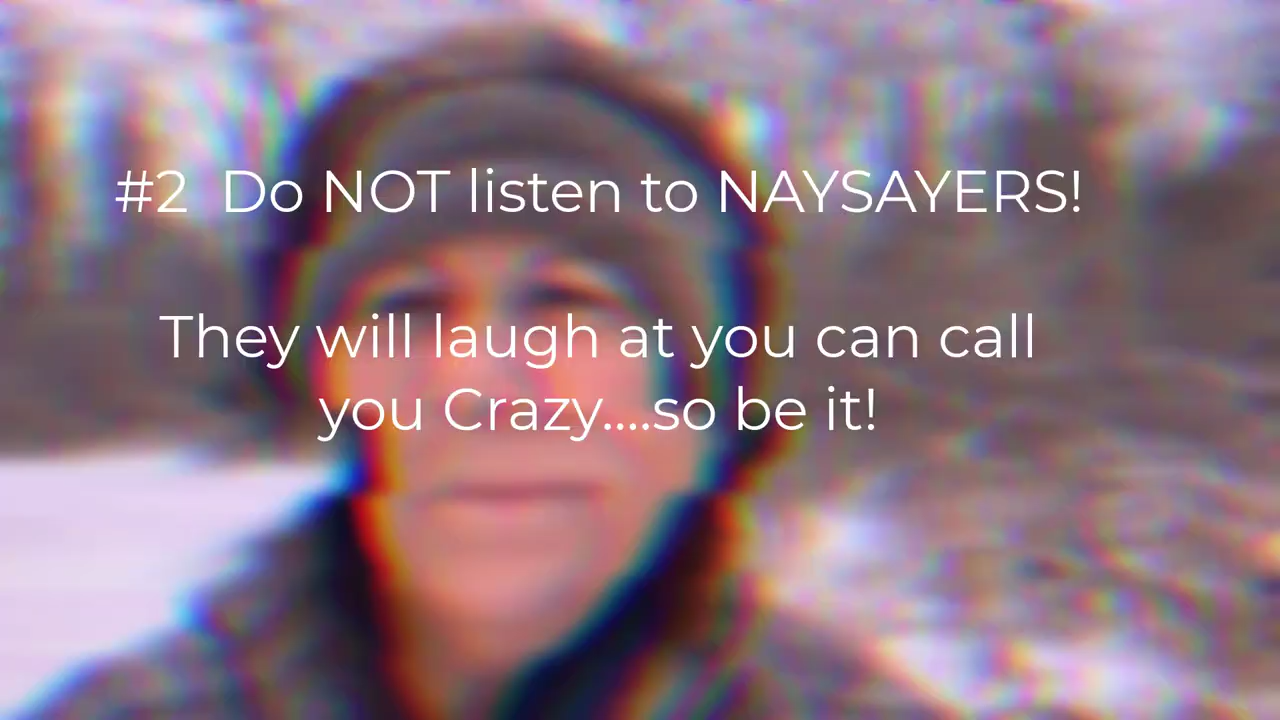 #2  Do NOT listen to NAYSAYERS!
They will laugh at you can call
you Crazy....so be it!